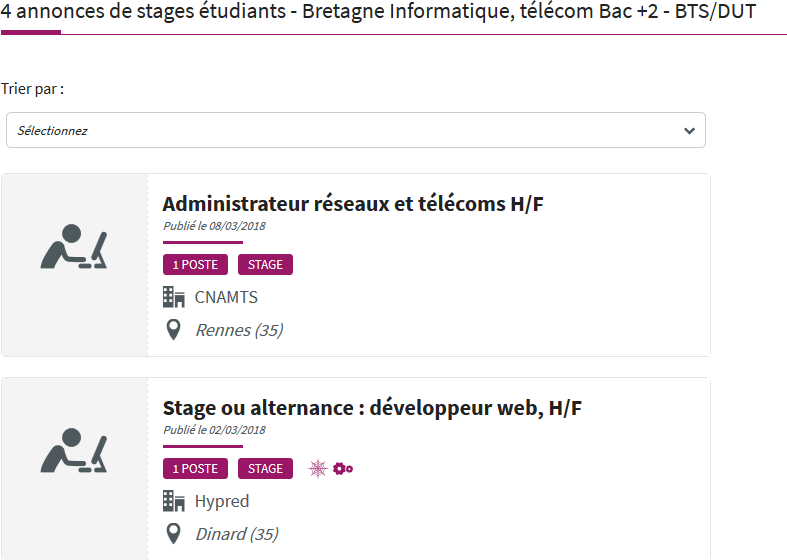 4 annonces de stages étudiants - Bretagne Informatique, télécom Bac +2 - BTS/DUT
Trier par :
Sélectionnez
Administrateur réseaux et télécoms H/F
Publié le 08/03/2018
1 POSTE STAGE
CNAMTS
Rennes (35)
Stage ou alternance : développeur web, H/F
Publié le 02/03/2018
1 POSTE STAGE
Hypred
Dinard (35)